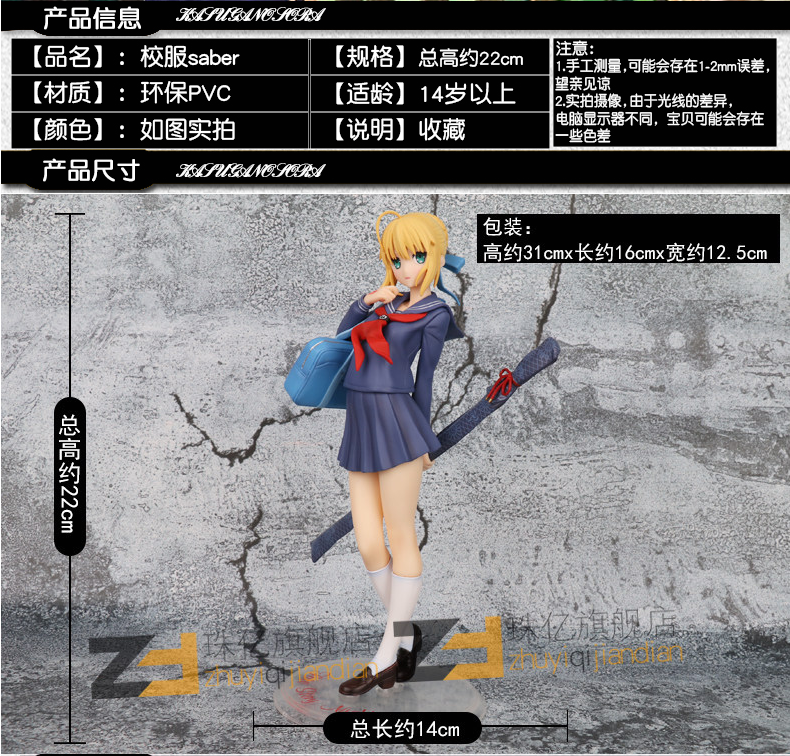 产品信息 KASUGANOSORA
【品名】：校服saber
【规格】总高约22cm
【材质】：环保PVC
【适龄】14岁以上
【颜色】：如图实拍
【说明】收藏
注意：
1.手工测量,可能会存在1-2mm误差,
望亲见谅
2.实拍摄像,由于光线的差异,
电脑显示器不同，宝贝可能会存在
一些色差
产品尺寸 KASUGANOSORA
包装：
高约31cmx长约16cmx宽约12.5cm
总高约22cm
珠亿旗舰店
zhuyiqijiandian
珠亿旗舰店
zhuyiqijiandian
总长约14cm